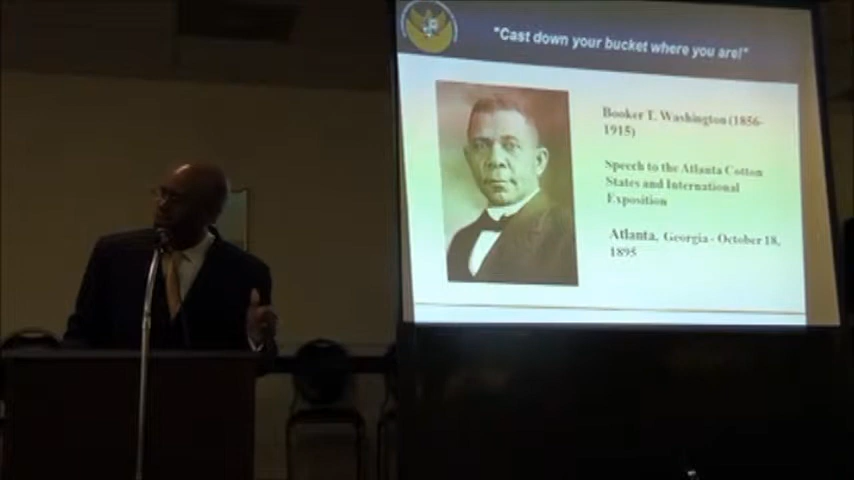 "Cast down your bucket where you are!"
Booker T. Washington (1856-
1915)
Speech to the Atlanta Cotton
States and International
Exposition
Atlanta, Georgia - October 18,
1895